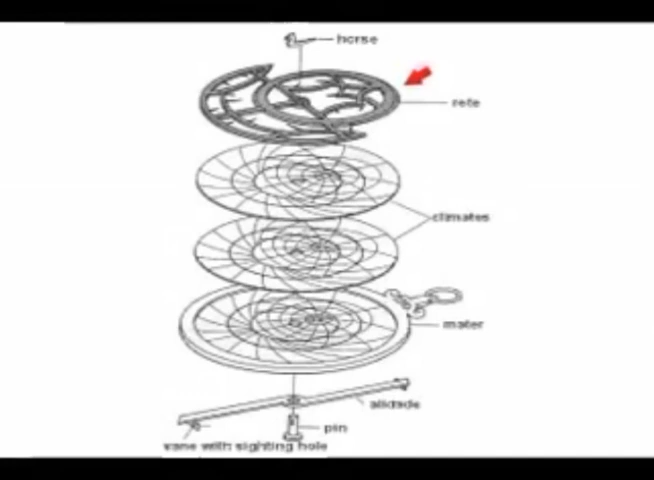 horse
rete
climates
mater
alidade
pin
vane with sighting hole